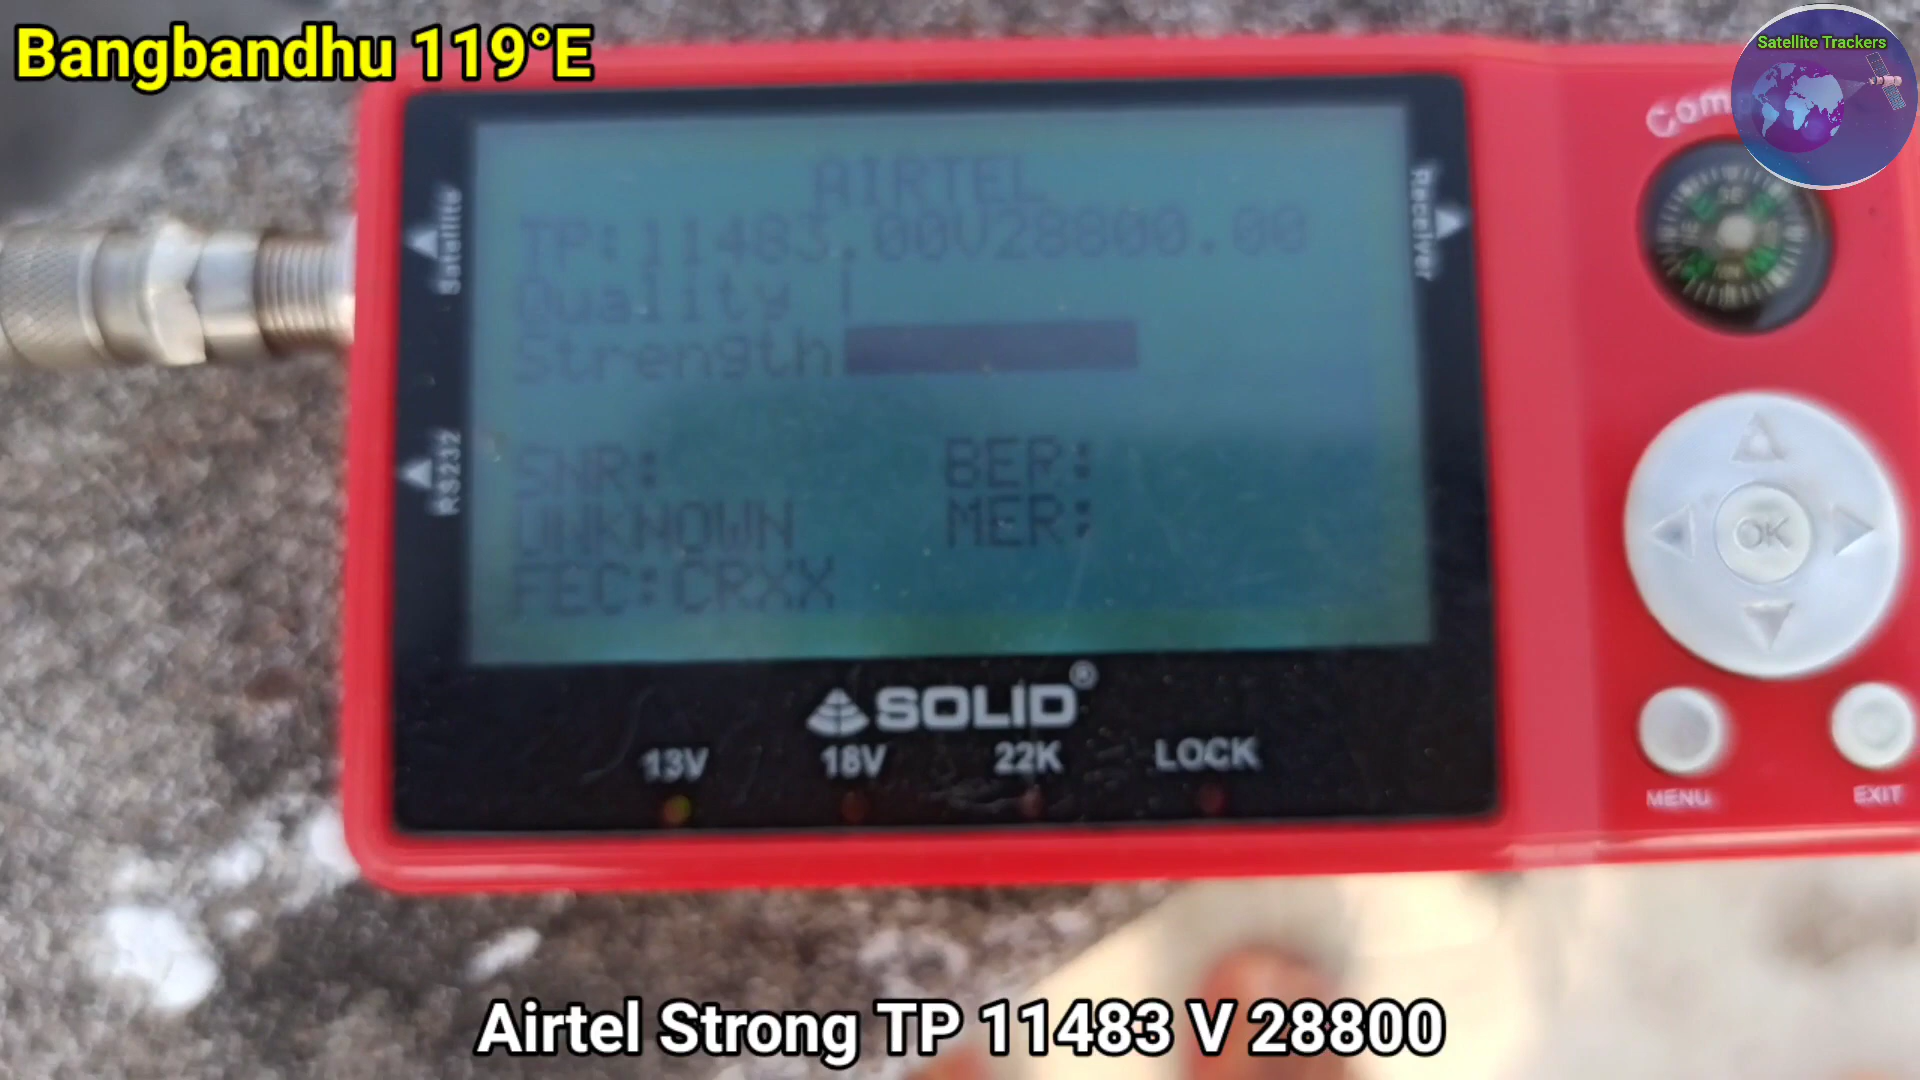 Bangbandhu 119°E
Satellite Trackers
Com
AIRTEL
TP:11483.00V28800.00
Quality
Strength
SNR:
BER:
UNKNOWN
MER:
FEC:CRXX
Satellite
RS232
Receiver
OK
SOLID®
13V
18V
22K
LOCK
MENU
EXIT
Airtel Strong TP 11483 V 28800